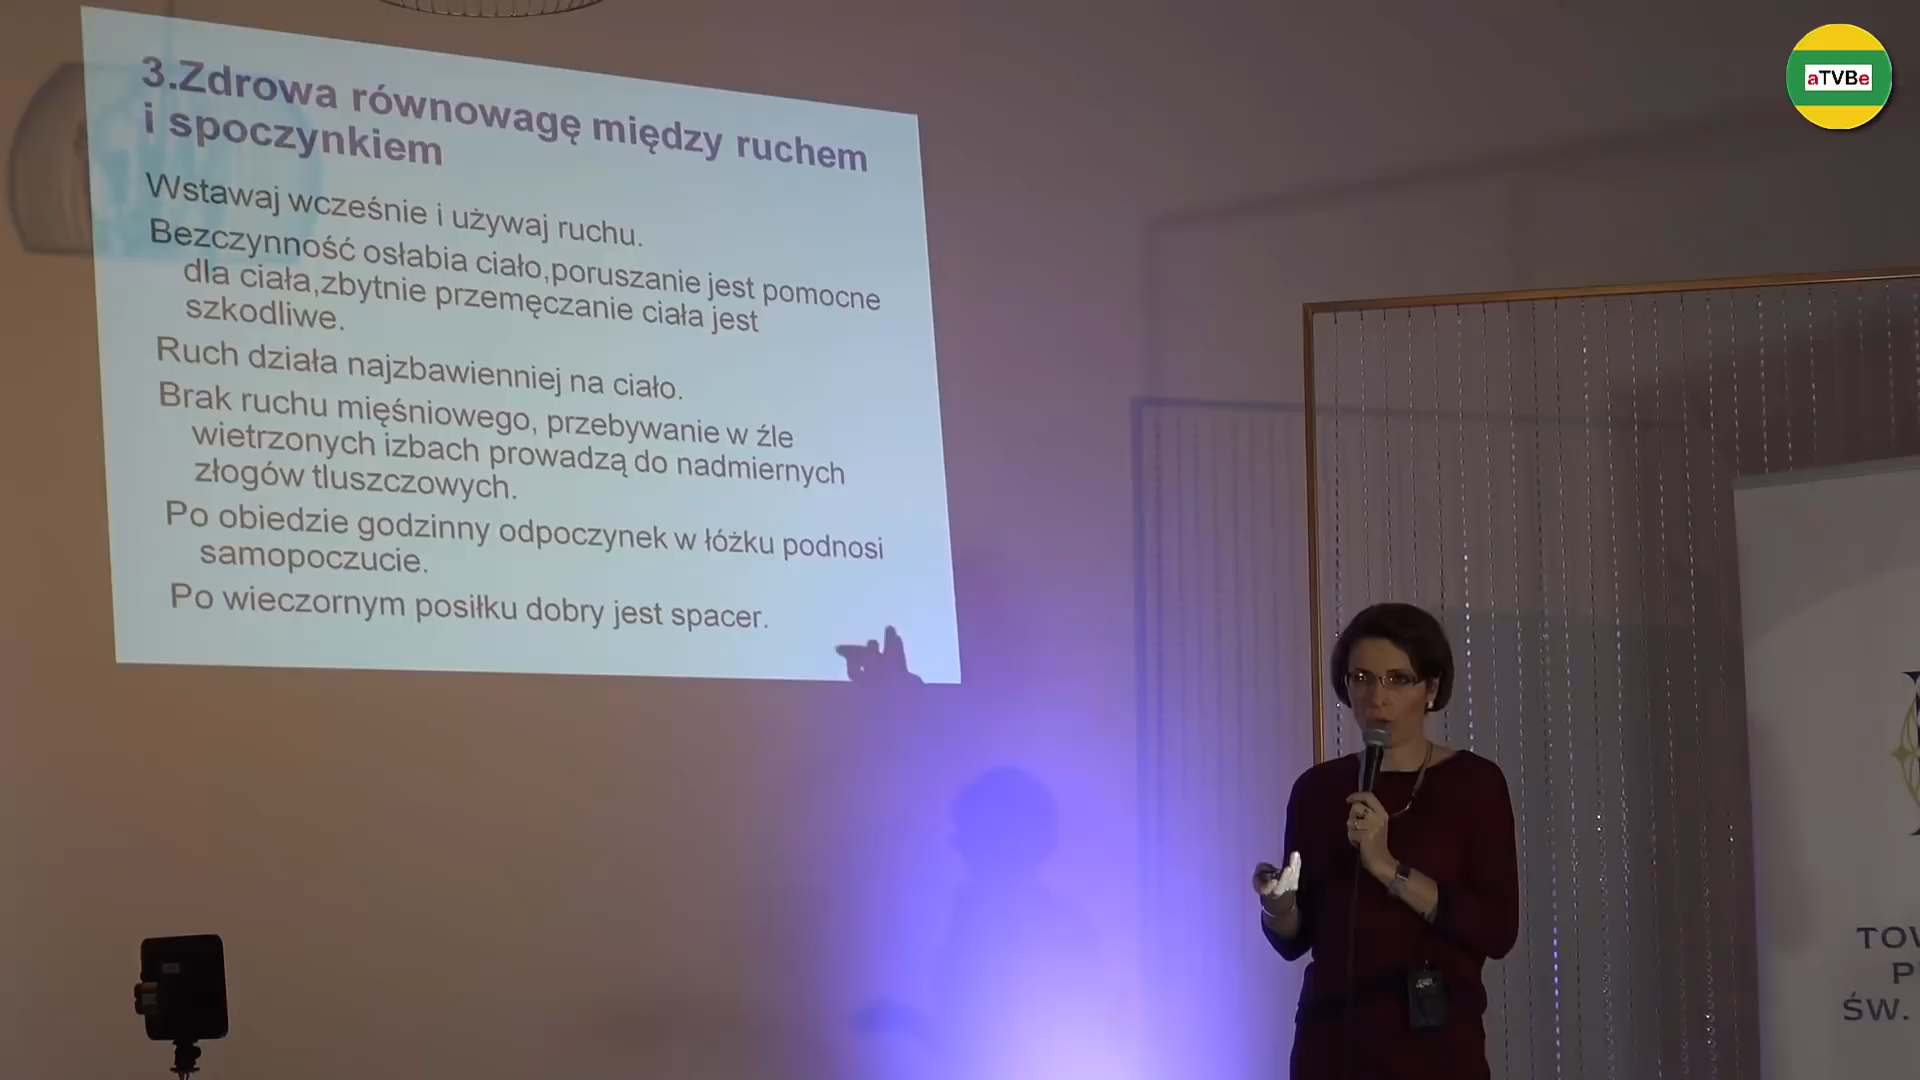 aTVBe
3.Zdrowa równowagę między ruchem
i spoczynkiem
Wstawaj wcześnie i używaj ruchu.
Bezczynność osłabia ciało,poruszanie jest pomocne
dla ciała,zbytnie przemęczanie ciała jest
szkodliwe.
Ruch działa najzbawienniej na ciało.
Brak ruchu mięśniowego, przebywanie w źle
wietrzonych izbach prowadzą do nadmiernych
złogów tluszczowych.
Po obiedzie godzinny odpoczynek w łóżku podnosi
samopoczucie.
Po wieczornym posiłku dobry jest spacer.
ŚW.